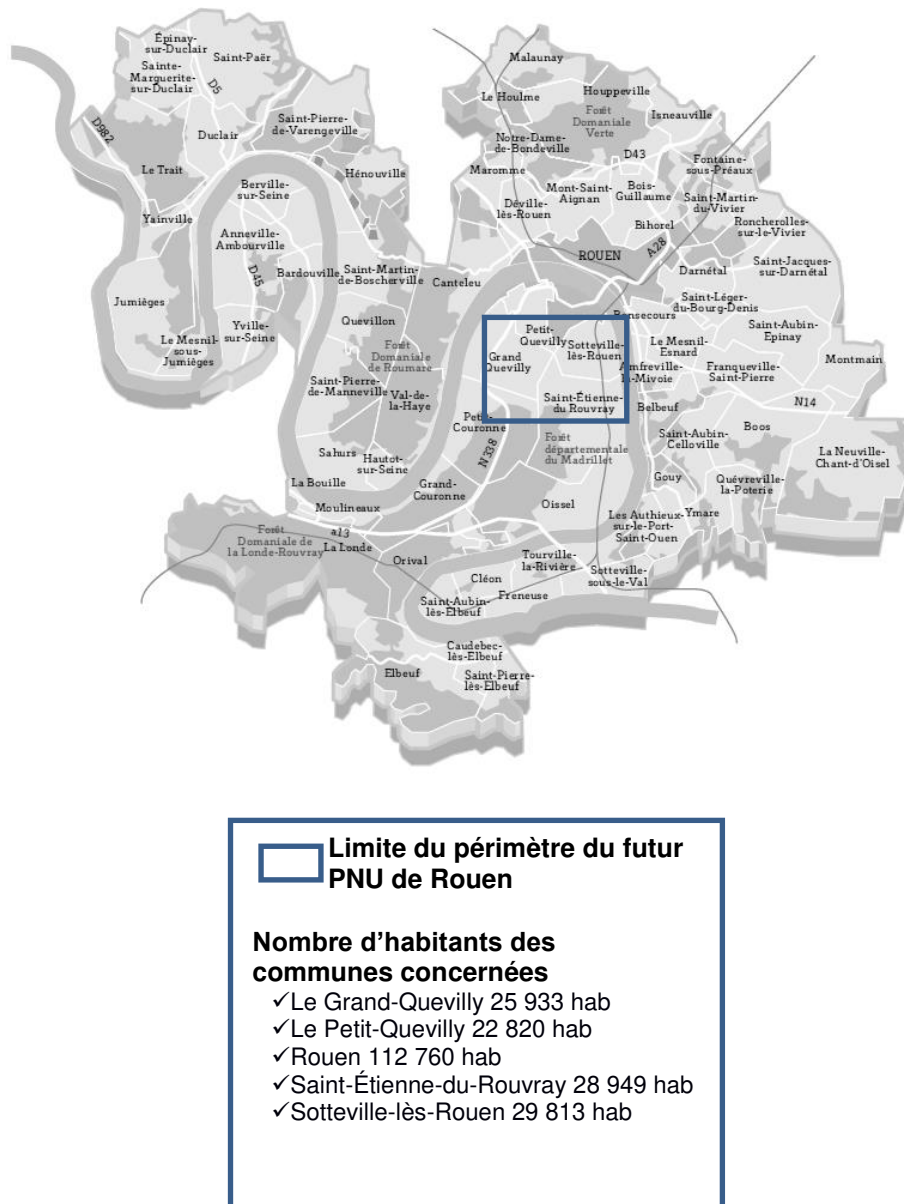 Épinay-
sur-Duclair
Saint-Paër
Sainte-
Marguerite-
sur-Duclair
D5
D982
Duclair
Saint-Pierre-
de-Varengeville
Le Trait
Hénouville
Yainville
Berville-
sur-Seine
Anneville-
Ambourville
D45
Bardouville
Saint-Martin-
de-Boscherville
Jumièges
Yville-
sur-Seine
Le Mesnil-
sous-
Jumièges
Quevillon
Forêt
Domaniale
de Roumare
Saint-Pierre-
de-Manneville
Val-de-
la-Haye
Sahurs
Hautot-
sur-Seine
La Bouille
Moulineaux
Malaunay
Le Houlme
Houppeville
Forêt
Domaniale
Verte
Isneauville
Notre-Dame-
de-Bondeville
D43
Maromme
Fontaine-
sous-Préaux
Mont-Saint-
Aignan
Bois-
Guillaume
Déville-
lès-Rouen
Saint-Martin-
du-Vivier
Bihorel
Roncherolles-
sur-le-Vivier
A28
ROUEN
Canteleu
Darnétal
Saint-Jacques-
sur-Darnétal
Saint-Léger-
du-Bourg-Denis
Bonsecours
Petit-
Quevilly
Sotteville-
lès-Rouen
Grand
Quevilly
Le Mesnil-
Esnard
Saint-Aubin-
Epinay
Amfreville-
la-Mivoie
Franqueville-
Saint-Pierre
Montmain
N14
Saint-Étienne-
du-Rouvray
Belbeuf
Petit-
Couronne
N338
Forêt
départementale
du Madrillet
Saint-Aubin-
Celloville
Boos
La Neuville-
Chant-d'Oisel
Grand-
Couronne
Gouy
Quévreville-
la-Poterie
Oissel
Les Authieux-
sur-le-Port-
Saint-Ouen
Ymare
Forêt
Domaniale de
la Londe-Rouvray
a13
La Londe
Orival
Tourville-
la-Rivière
Cléon
Sotteville-
sous-le-Val
Freneuse
Saint-Aubin-
lès-Elbeuf
Caudebec-
lès-Elbeuf
Elbeuf
Saint-Pierre-
lès-Elbeuf
Limite du périmètre du futur
PNU de Rouen
Nombre d'habitants des
communes concernées
✓Le Grand-Quevilly 25 933 hab
✓Le Petit-Quevilly 22 820 hab
✓Rouen 112 760 hab
✓Saint-Étienne-du-Rouvray 28 949 hab
✓Sotteville-lès-Rouen 29 813 hab